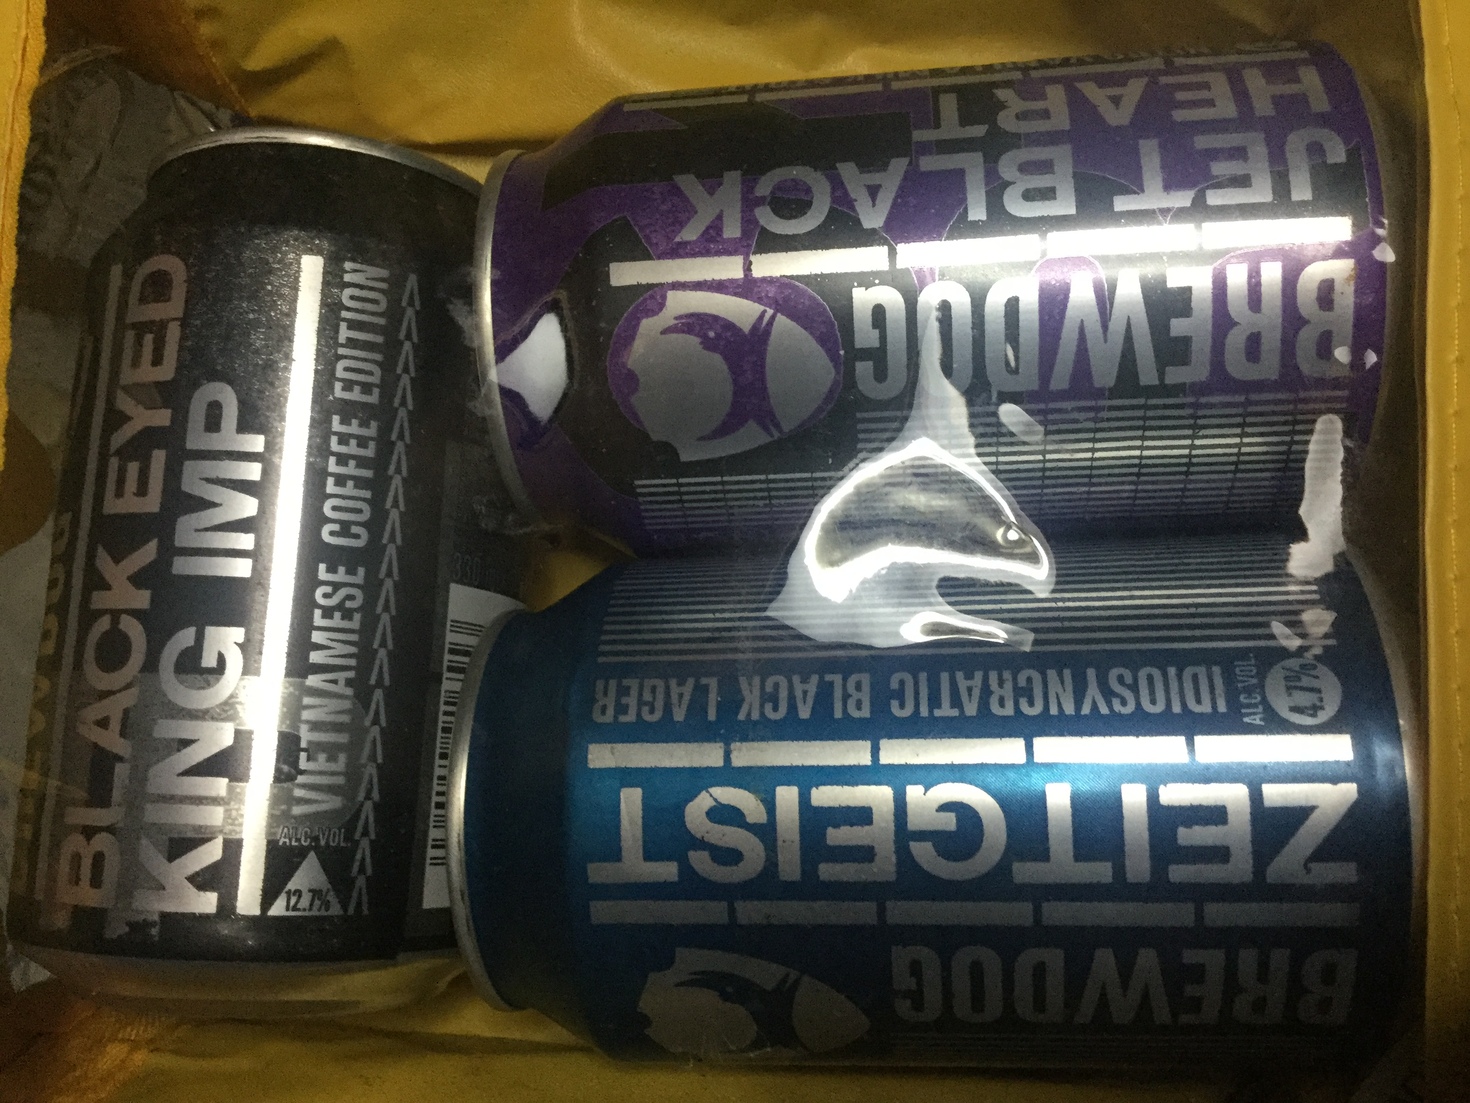 BLACK EYED
KING IMP
VIETNAMESE COFFEE EDITION
ALC. VOL.
12.7%
BREWDOG
JET BLACK
HEART
BREWDOG
ZEITGEIST
IDIOSYNCRATIC BLACK LAGER
ALC. VOL.
4.7%